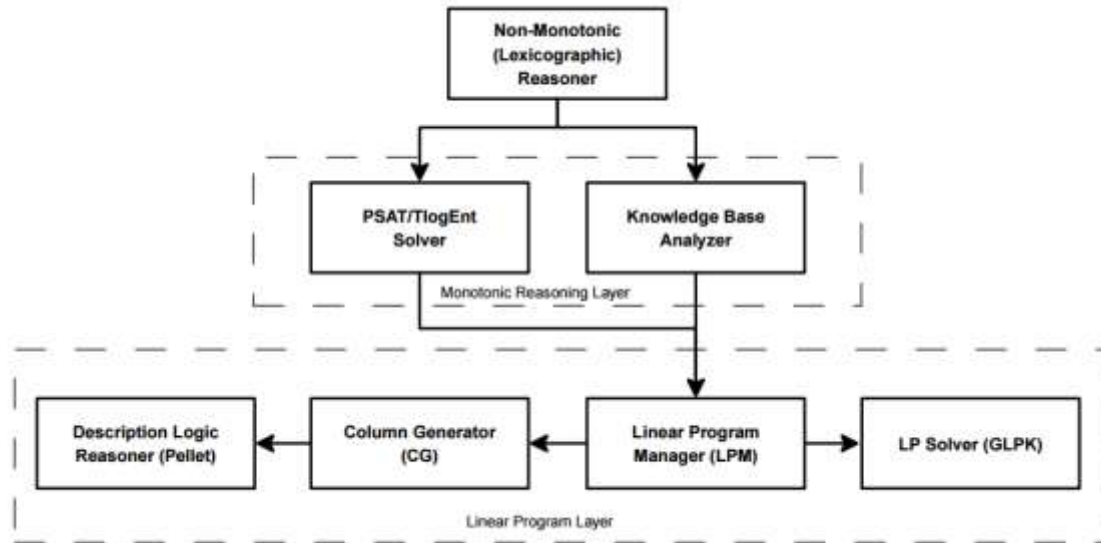 Non-Monotonic
(Lexicographic)
Reasoner
PSAT/TlogEnt
Solver
Knowledge Base
Analyzer
Monotonic Reasoning Layer
Description Logic
Reasoner (Pellet)
Column Generator
(CG)
Linear Program
Manager (LPM)
LP Solver (GLPK)
Linear Program Layer